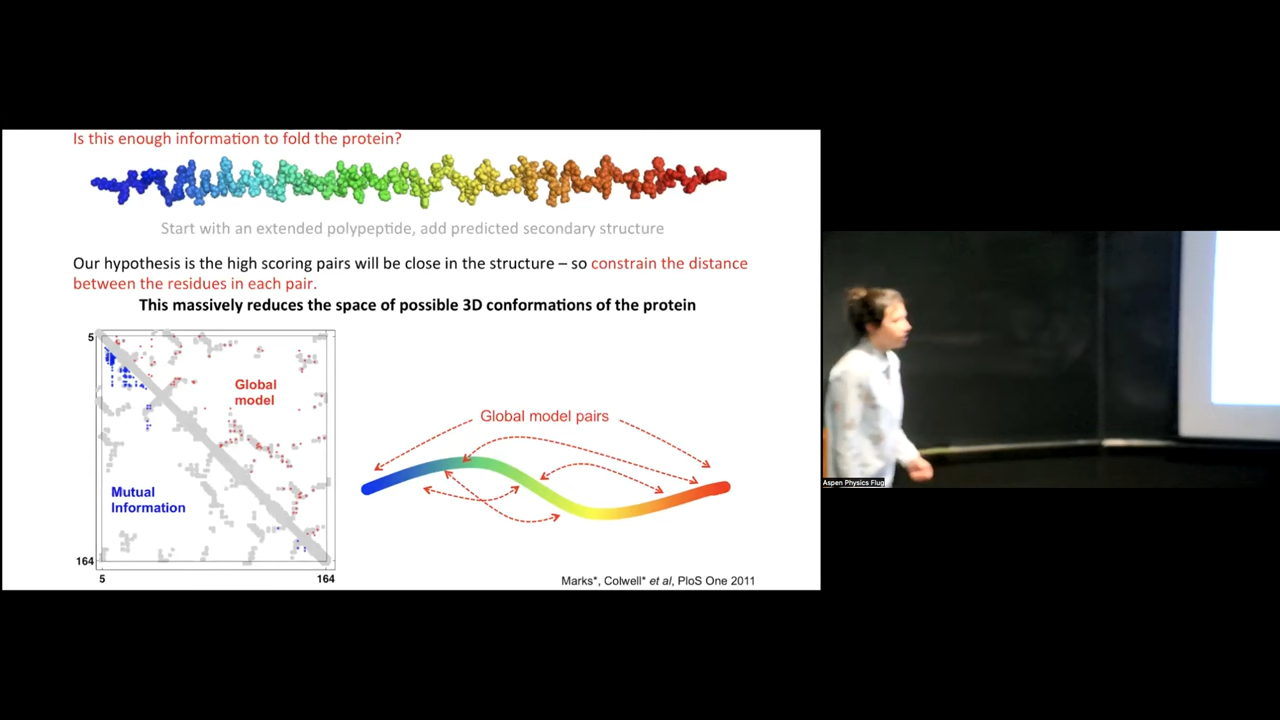 Is this enough information to fold the protein?
Start with an extended polypeptide, add predicted secondary structure
Our hypothesis is the high scoring pairs will be close in the structure – so constrain the distance
between the residues in each pair.
This massively reduces the space of possible 3D conformations of the protein
5
Global
model
Mutual
Information
164
5
164
Global model pairs
Marks*, Colwell* et al, PloS One 2011
Aspen Physics Flug